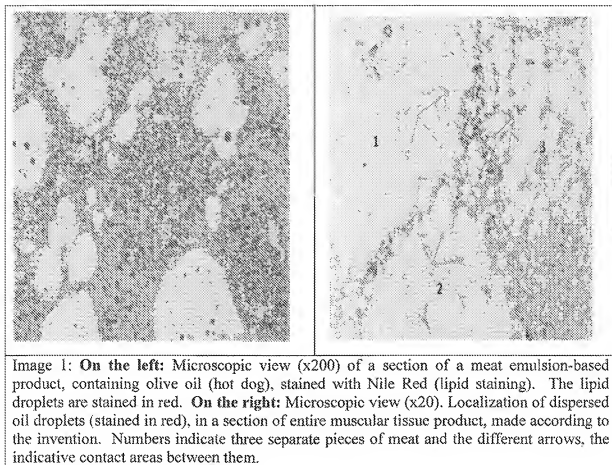 1
3
2
Image 1: On the left: Microscopic view (x200) of a section of a meat emulsion-based
product, containing olive oil (hot dog), stained with Nile Red (lipid staining). The lipid
droplets are stained in red. On the right: Microscopic view (x20). Localization of dispersed
oil droplets (stained in red), in a section of entire muscular tissue product, made according to
the invention. Numbers indicate three separate pieces of meat and the different arrows, the
indicative contact areas between them.